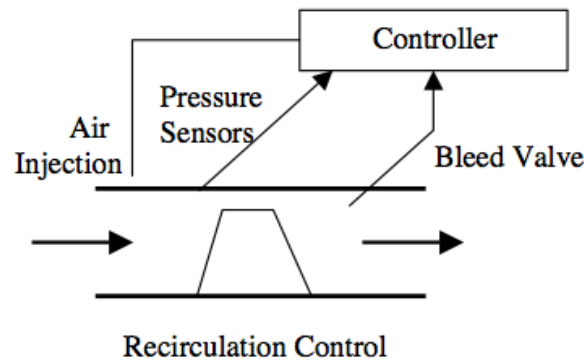 Controller
Pressure
Sensors
Air
Injection
Bleed Valve
Recirculation Control